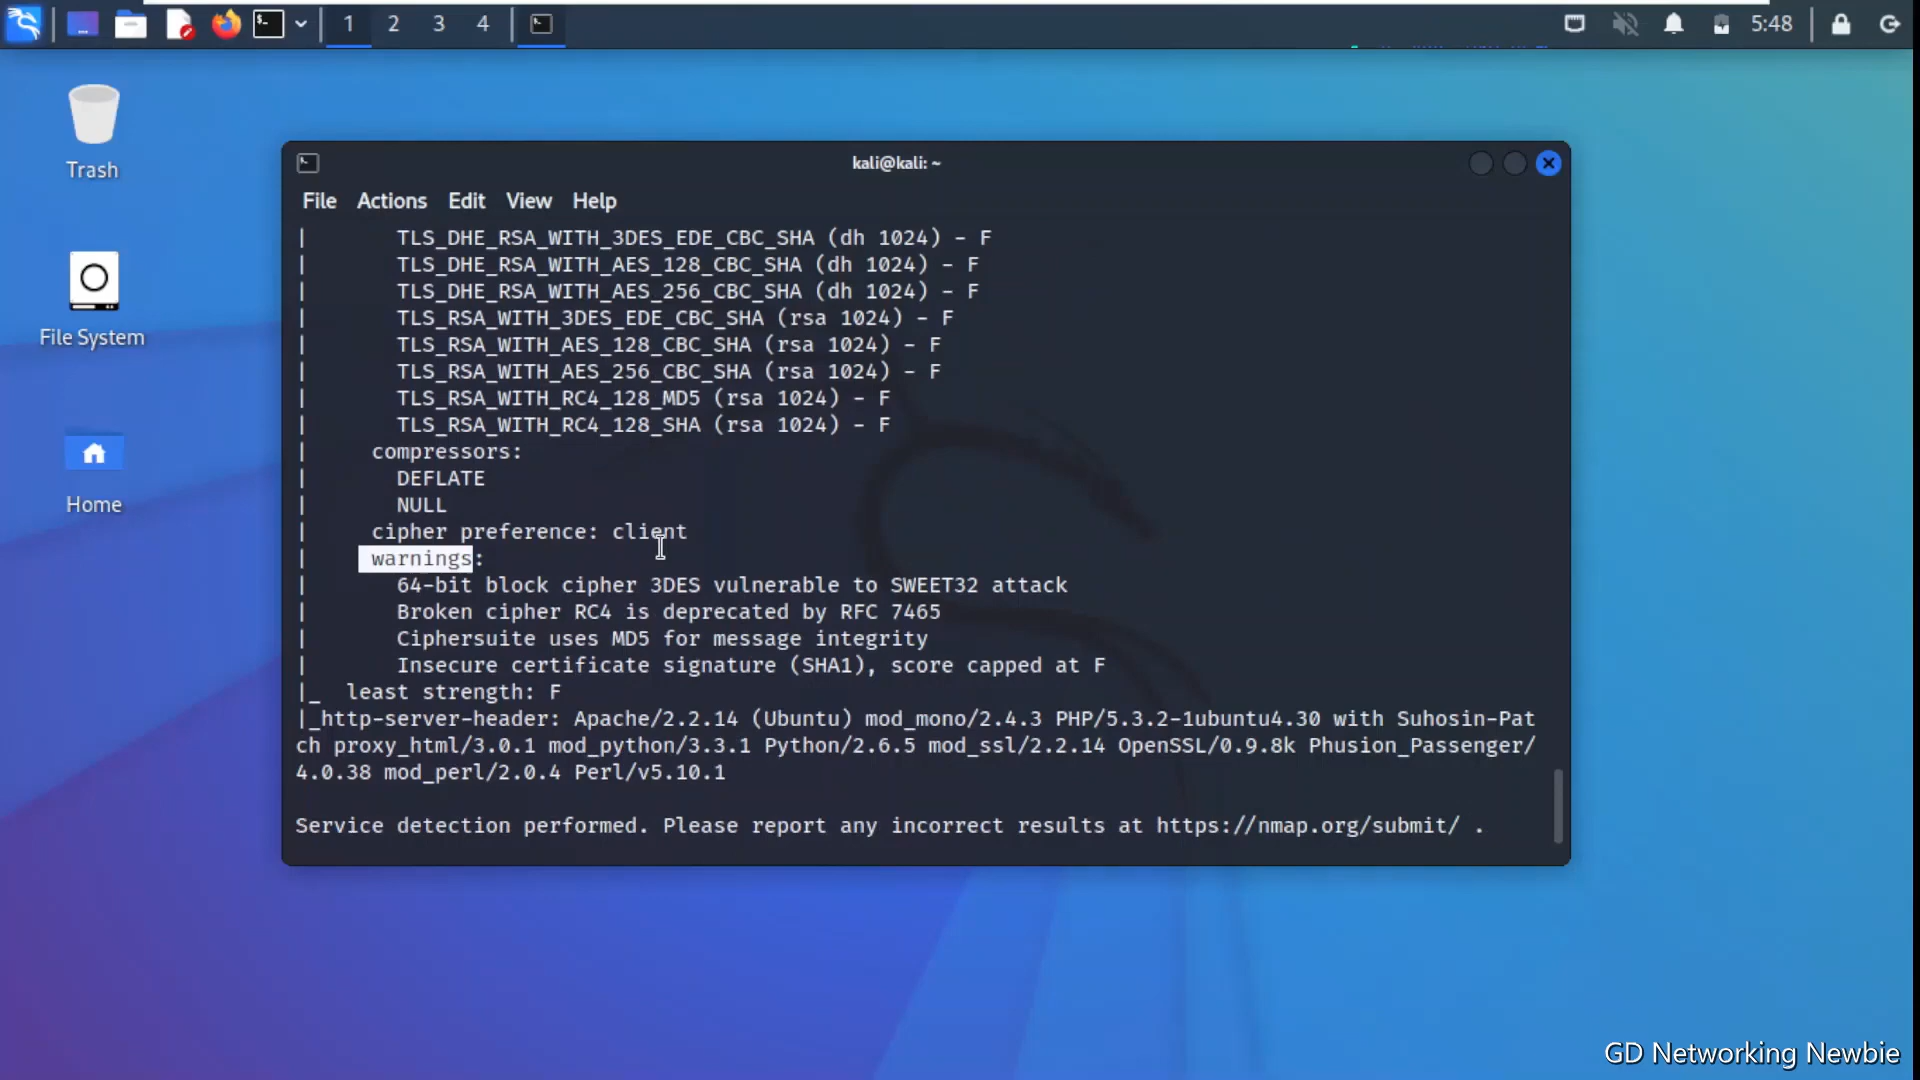 1 2 3 4
5:48
Trash
File System
Home
kali@kali: ~
File Actions Edit View Help
| TLS_DHE_RSA_WITH_3DES_EDE_CBC_SHA (dh 1024) - F
| TLS_DHE_RSA_WITH_AES_128_CBC_SHA (dh 1024) - F
| TLS_DHE_RSA_WITH_AES_256_CBC_SHA (dh 1024) - F
| TLS_RSA_WITH_3DES_EDE_CBC_SHA (rsa 1024) - F
| TLS_RSA_WITH_AES_128_CBC_SHA (rsa 1024) - F
| TLS_RSA_WITH_AES_256_CBC_SHA (rsa 1024) - F
| TLS_RSA_WITH_RC4_128_MD5 (rsa 1024) - F
| TLS_RSA_WITH_RC4_128_SHA (rsa 1024) - F
| compressors:
| DEFLATE
| NULL
| cipher preference: client
| warnings:
| 64-bit block cipher 3DES vulnerable to SWEET32 attack
| Broken cipher RC4 is deprecated by RFC 7465
| Ciphersuite uses MD5 for message integrity
| Insecure certificate signature (SHA1), score capped at F
|_ least strength: F
|_http-server-header: Apache/2.2.14 (Ubuntu) mod_mono/2.4.3 PHP/5.3.2-1ubuntu4.30 with Suhosin-Pat
ch proxy_html/3.0.1 mod_python/3.3.1 Python/2.6.5 mod_ssl/2.2.14 OpenSSL/0.9.8k Phusion_Passenger/
4.0.38 mod_perl/2.0.4 Perl/v5.10.1
Service detection performed. Please report any incorrect results at https://nmap.org/submit/ .
GD Networking Newbie